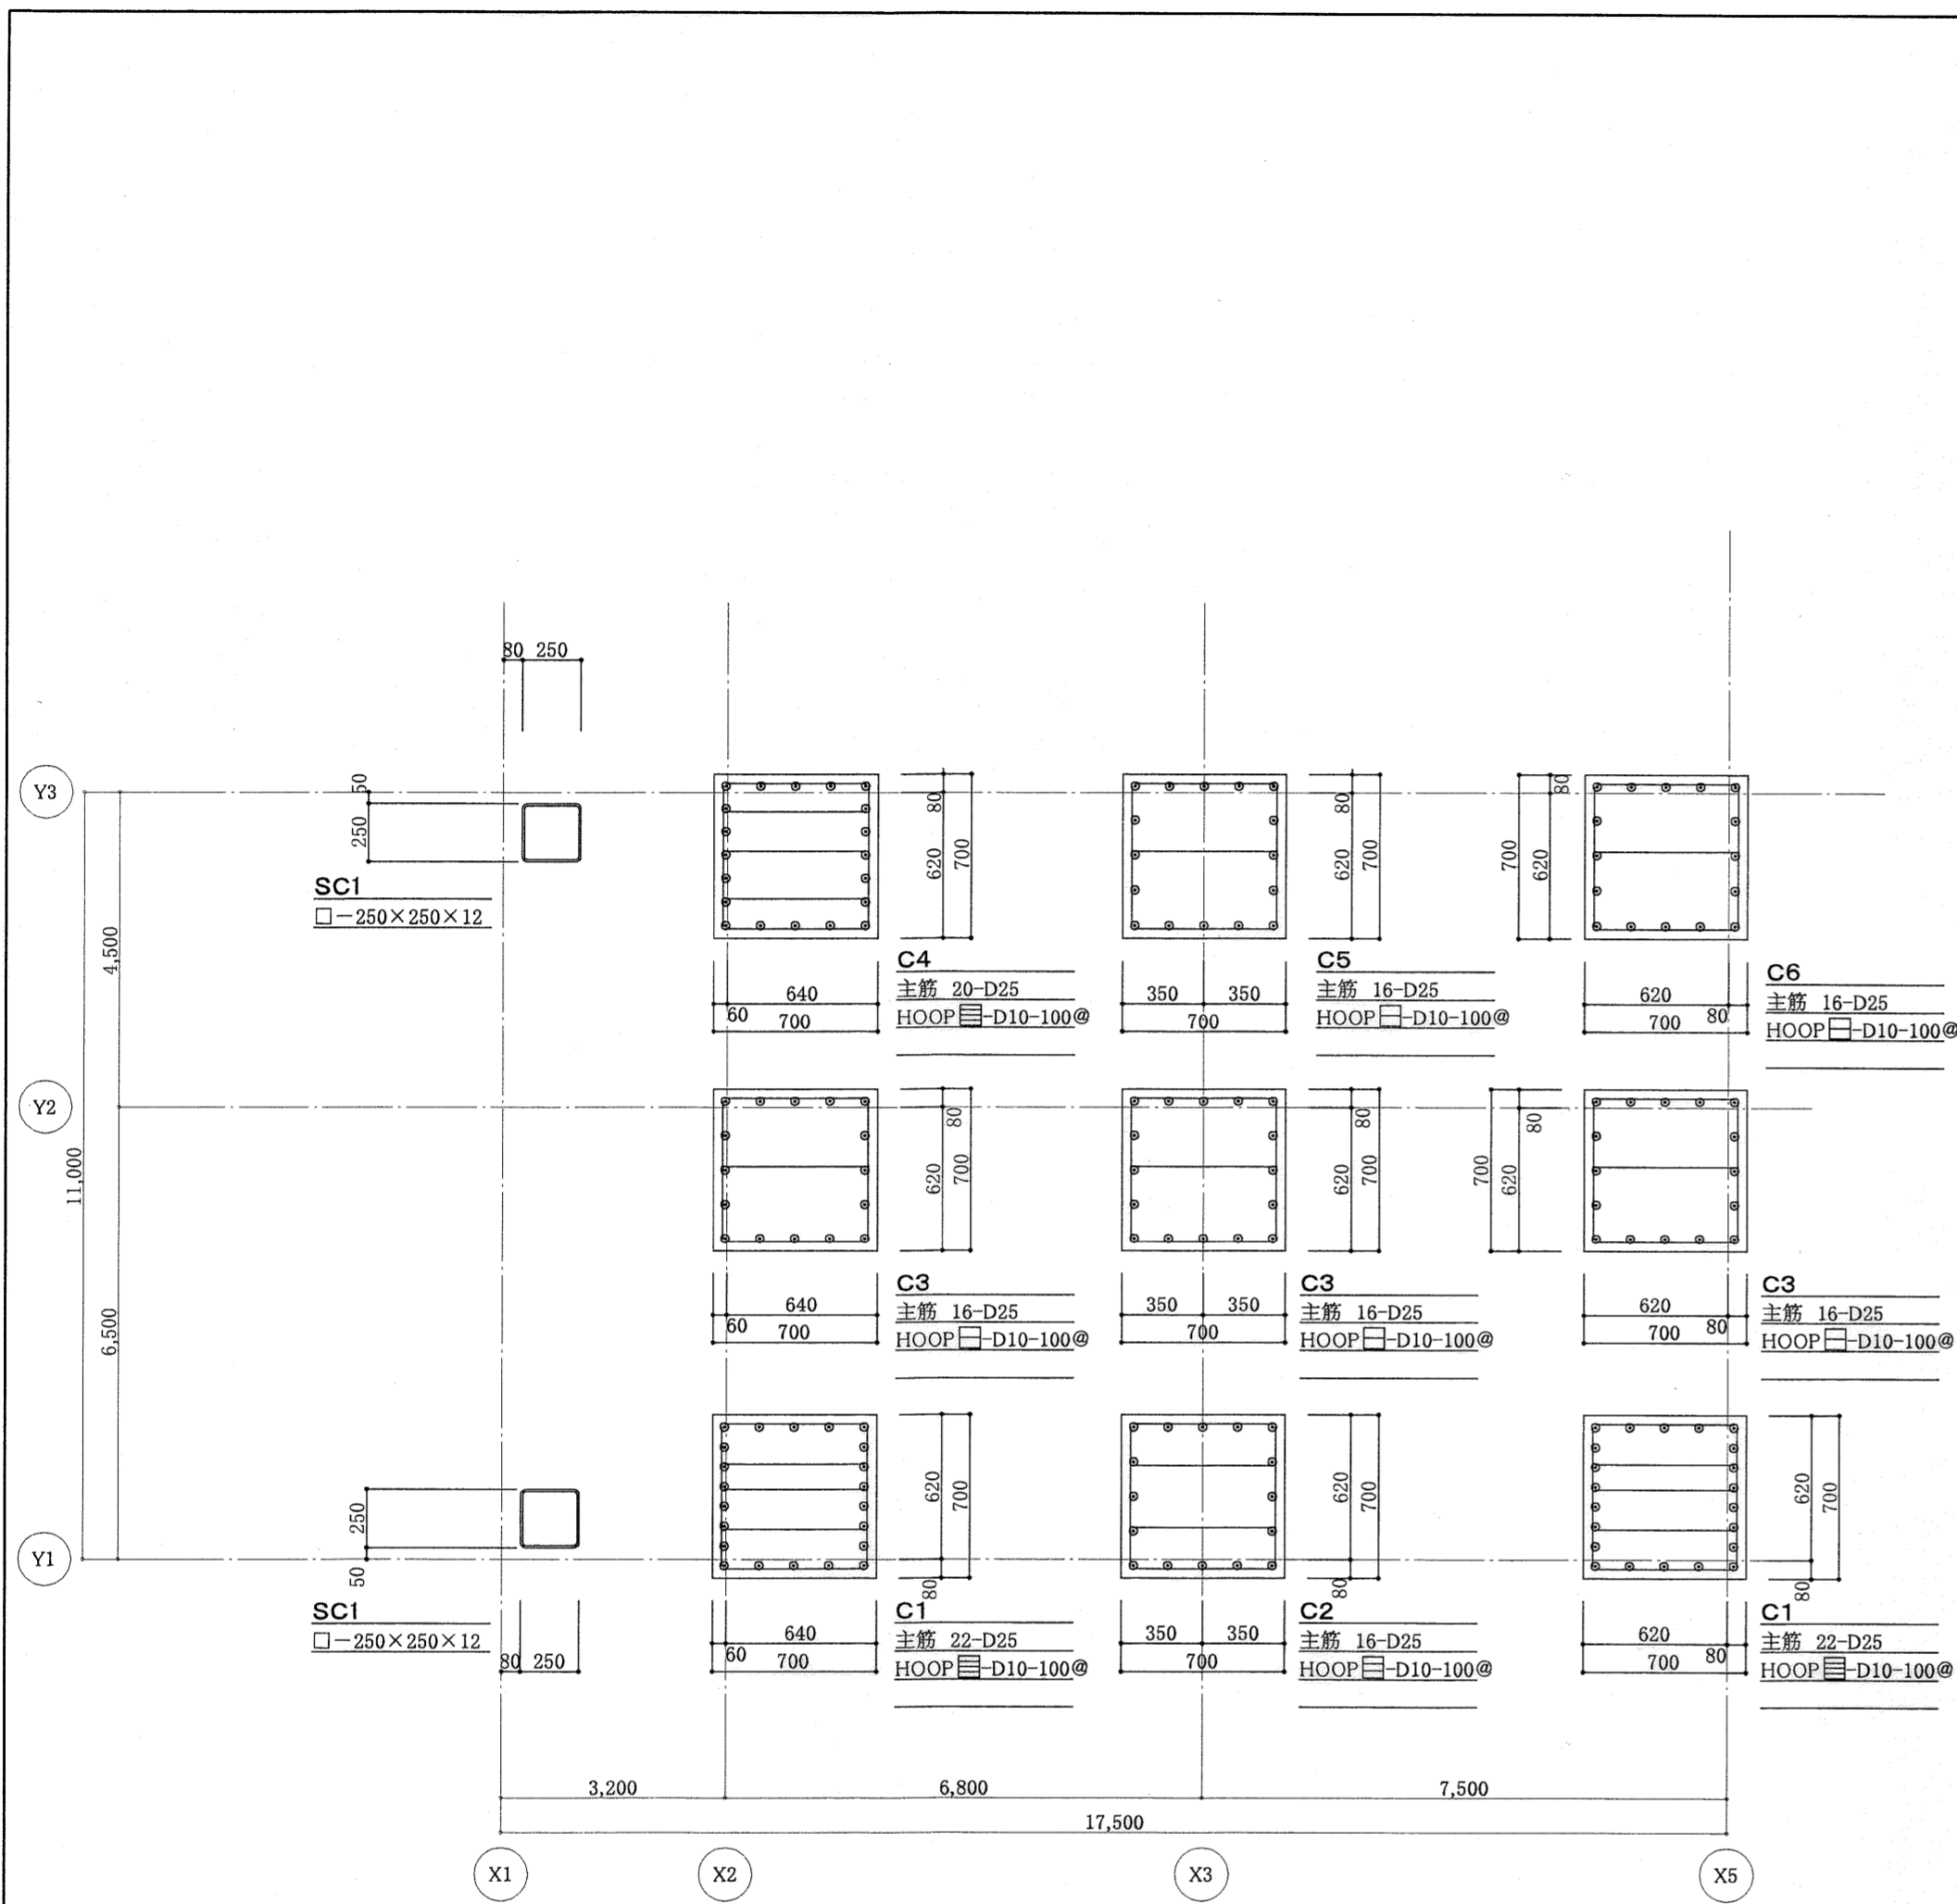 80 250
Y3
50
250
SC1
□－250×250×12
80
620
700
80
620
700
80
700
620
4,500
640
60 700
C4
主筋 20-D25
HOOP -D10-100@
350 350
700
C5
主筋 16-D25
HOOP -D10-100@
620
700 80
C6
主筋 16-D25
HOOP -D10-100@
Y2
11,000
80
620
700
80
620
700
80
700
620
6,500
640
60 700
C3
主筋 16-D25
HOOP -D10-100@
350 350
700
C3
主筋 16-D25
HOOP -D10-100@
620
700 80
C3
主筋 16-D25
HOOP -D10-100@
Y1
250
50
620
700
80
620
700
80
620
700
80
SC1
□－250×250×12
80 250
640
60 700
C1
主筋 22-D25
HOOP -D10-100@
350 350
700
C2
主筋 16-D25
HOOP -D10-100@
620
700 80
C1
主筋 22-D25
HOOP -D10-100@
3,200 6,800 7,500
17,500
X1 X2 X3 X5